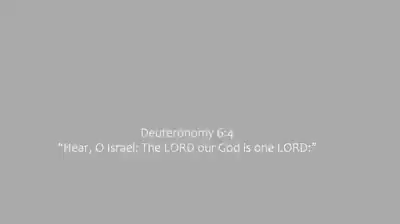 Deuteronomy 6:4
“Hear, O Israel: The LORD our God is one LORD:”